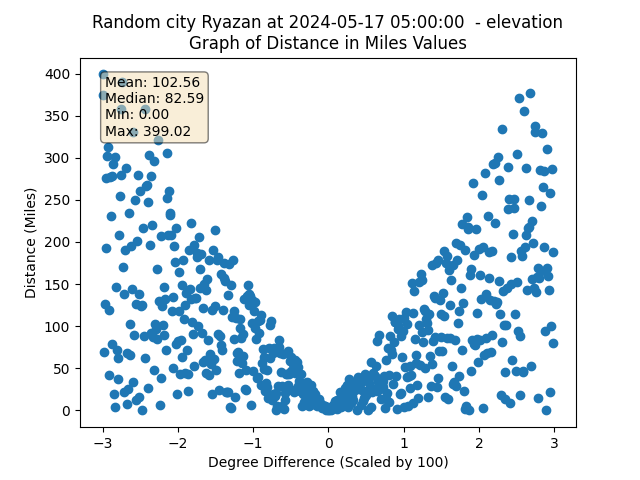 Random city Ryazan at 2024-05-17 05:00:00  - elevation
Graph of Distance in Miles Values
400
350
300
250
200
150
100
50
0
Mean: 102.56
Median: 82.59
Min: 0.00
Max: 399.02
Distance (Miles)
−3
−2
−1
0
1
2
3
Degree Difference (Scaled by 100)